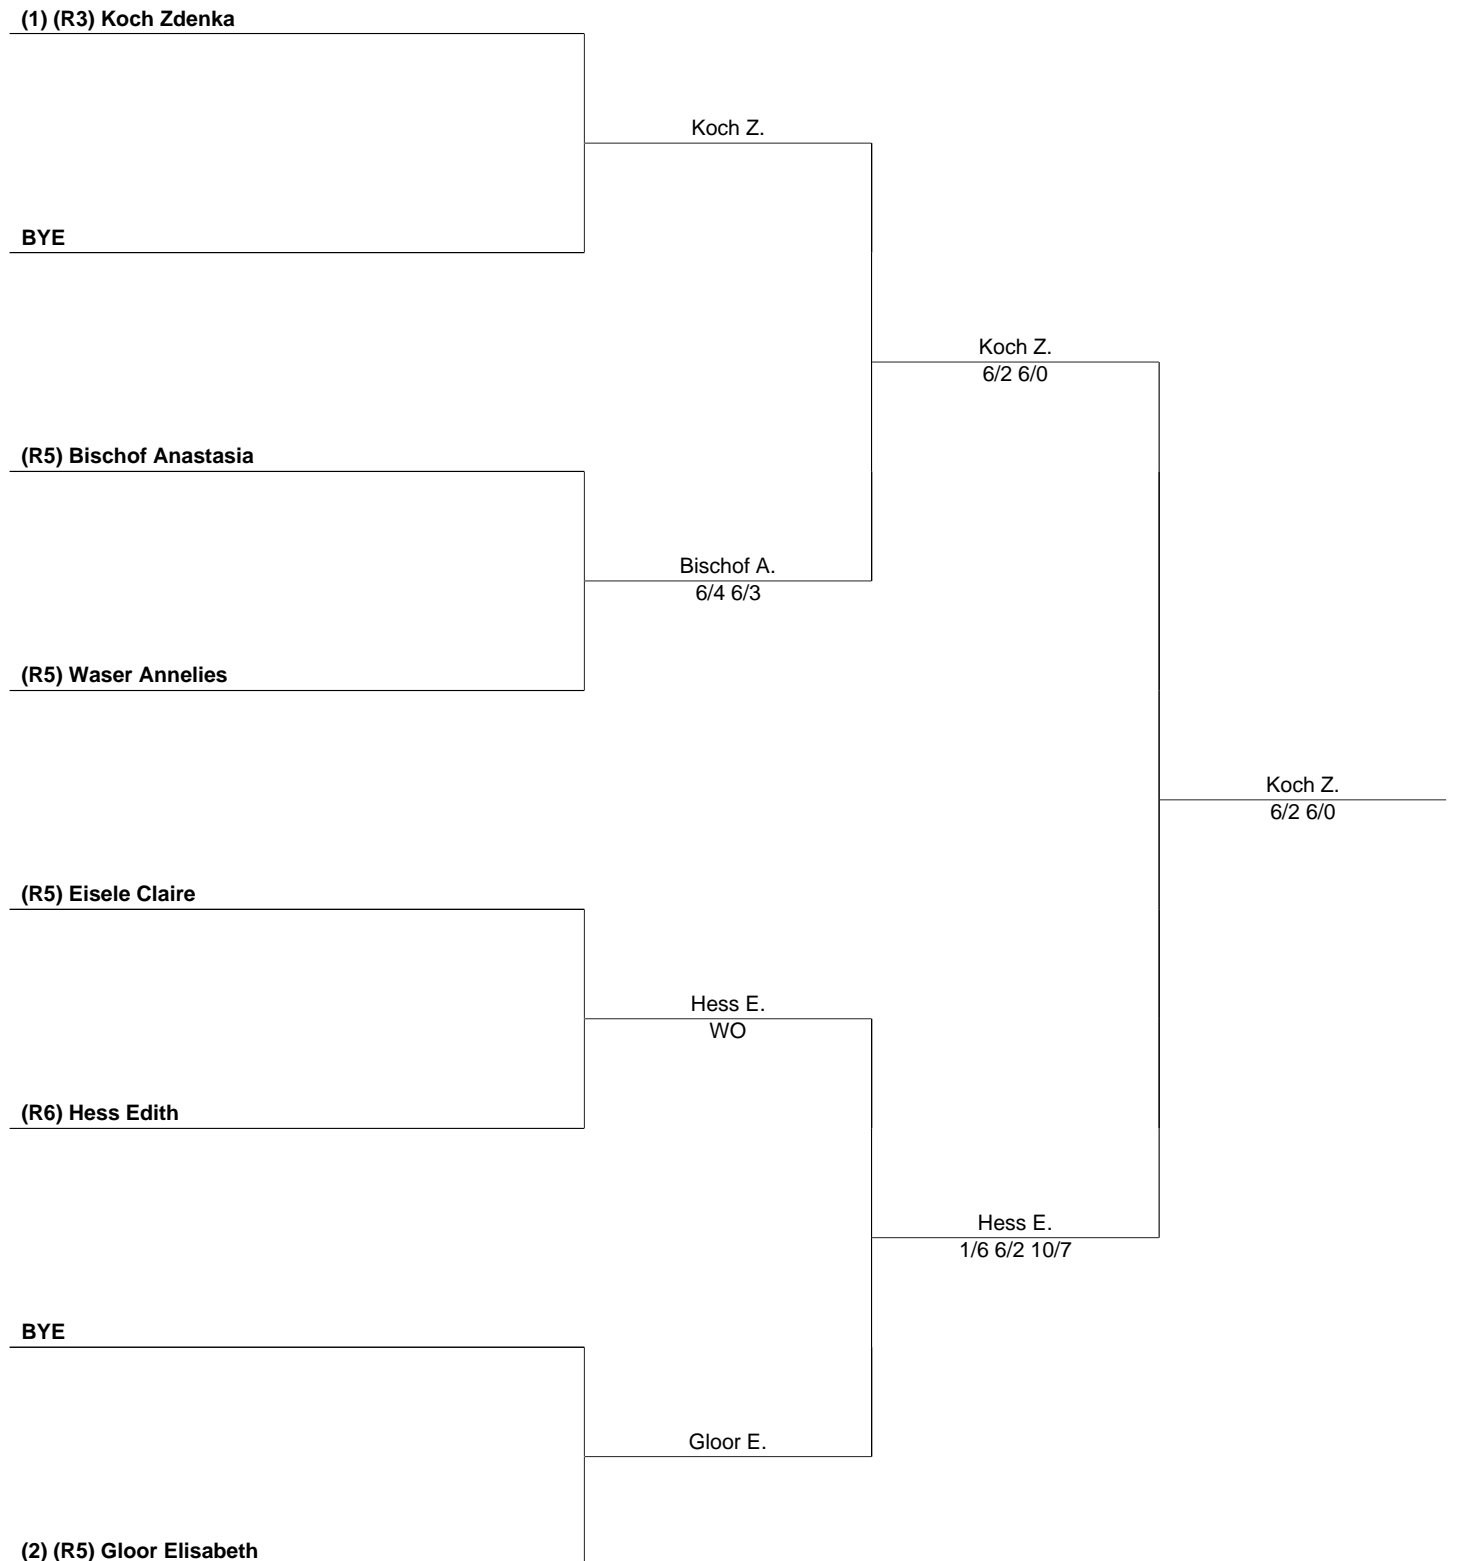 (1) (R3) Koch Zdenka
Koch Z.
BYE
Koch Z.
6/2 6/0
(R5) Bischof Anastasia
Bischof A.
6/4 6/3
(R5) Waser Annelies
Koch Z.
6/2 6/0
(R5) Eisele Claire
Hess E.
WO
(R6) Hess Edith
Hess E.
1/6 6/2 10/7
BYE
Gloor E.
(2) (R5) Gloor Elisabeth